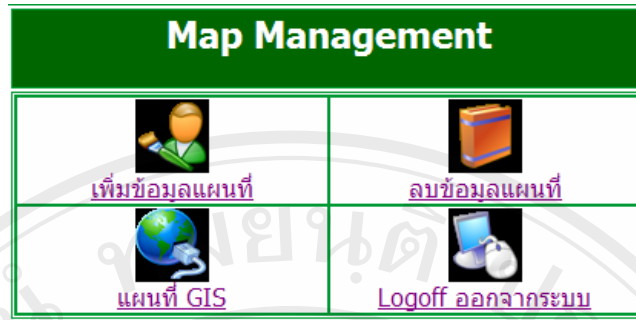 Map Management
เพิ่มข้อมูลแผนที่
ลบข้อมูลแผนที่
แผนที่ GIS
Logoff ออกจากระบบ